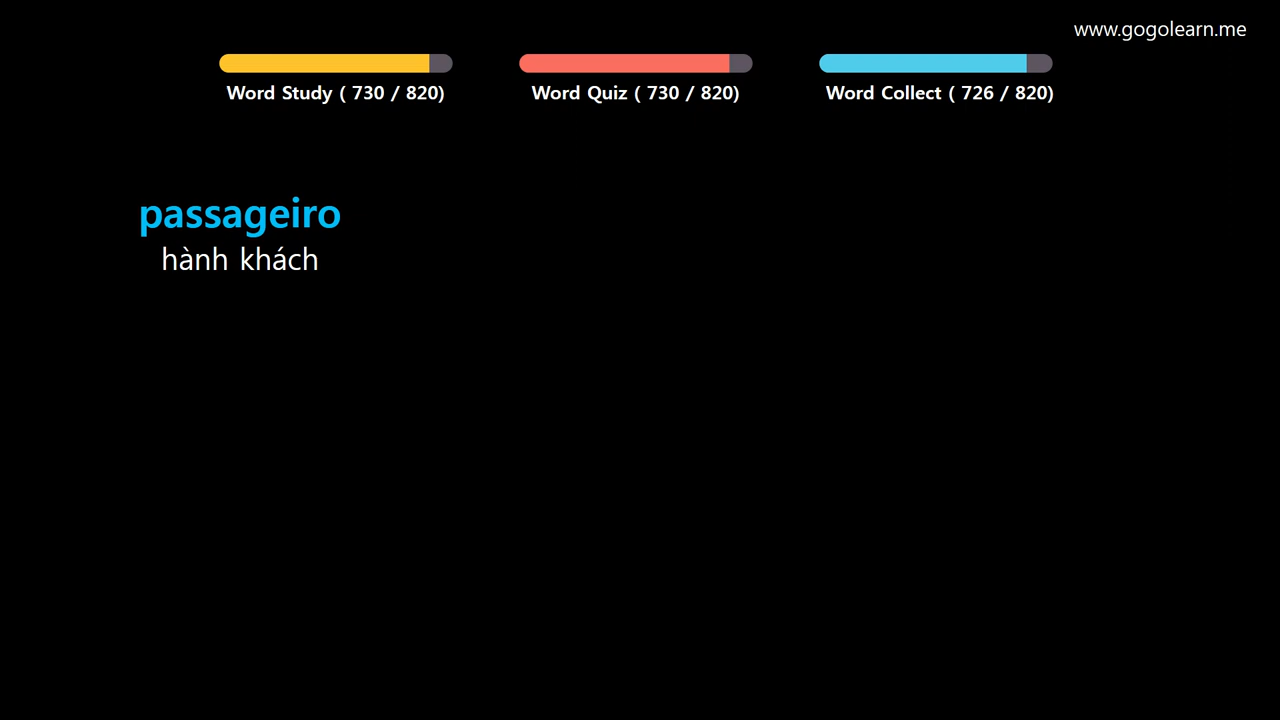 www.gogolearn.me
Word Study ( 730 / 820)
Word Quiz ( 730 / 820)
Word Collect ( 726 / 820)
passageiro
hành khách